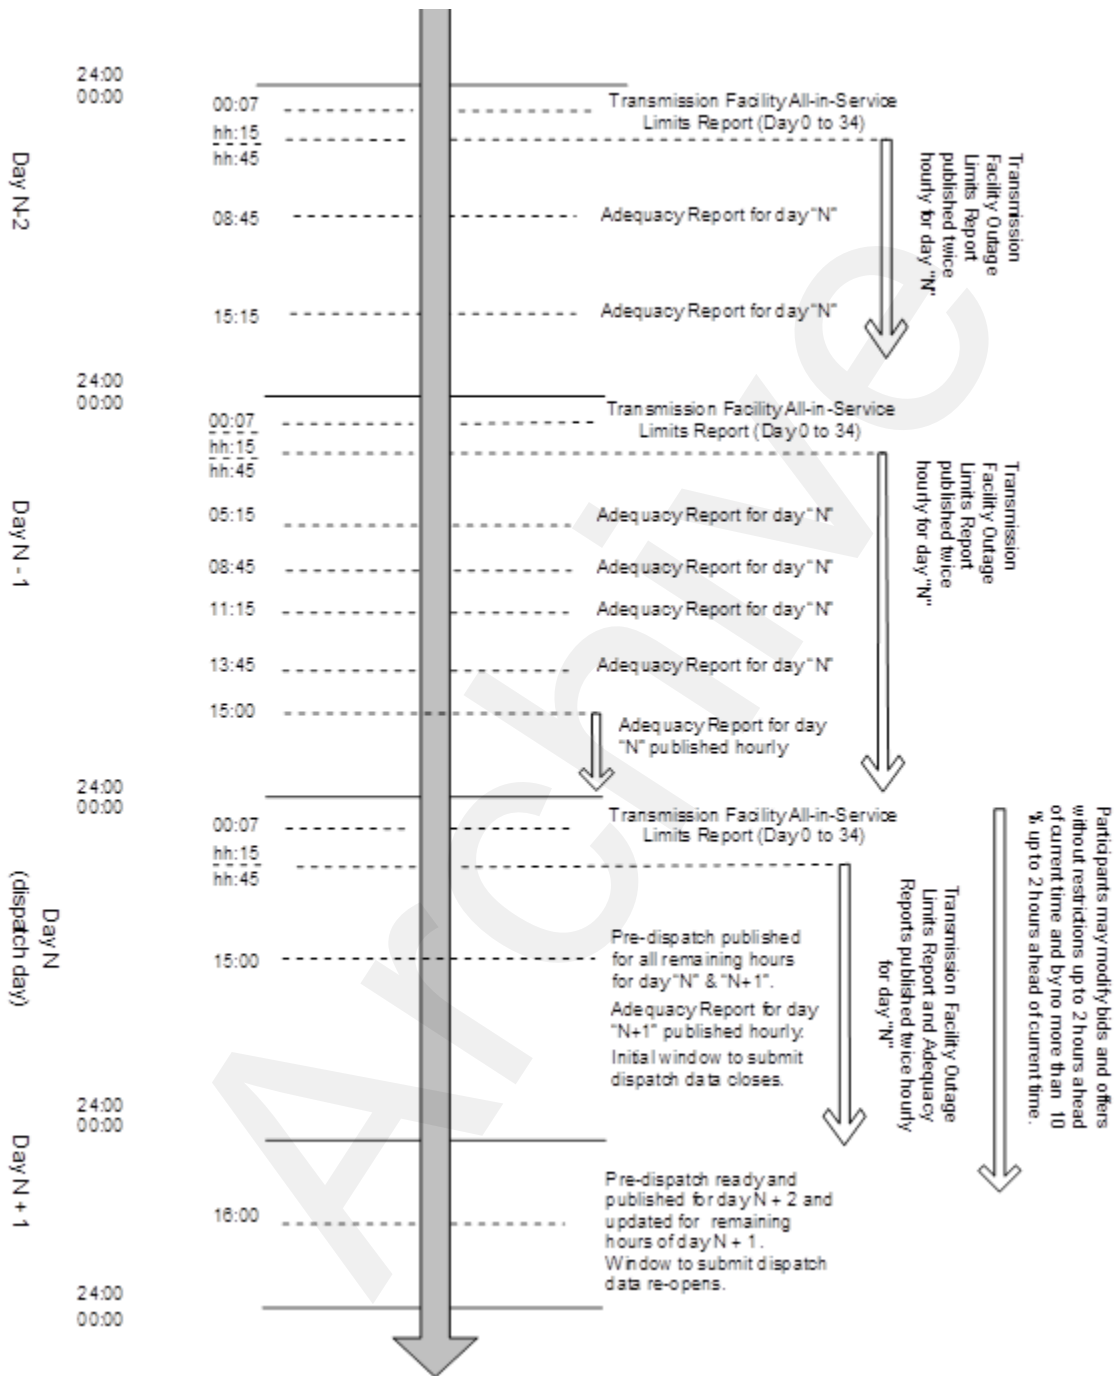 24:00
00:00
00:07
Transmission Facility All-in-Service
Limits Report (Day 0 to 34)
hh:15
hh:45
Day N-2
Transmission
Facility Outage
Limits Report
published twice
hourly for day "N"
08:45
Adequacy Report for day "N"
15:15
Adequacy Report for day "N"
24:00
00:00
00:07
Transmission Facility All-in-Service
Limits Report (Day 0 to 34)
hh:15
hh:45
Day N - 1
Transmission
Facility Outage
Limits Report
published twice
hourly for day "N"
05:15
Adequacy Report for day "N"
08:45
Adequacy Report for day "N"
11:15
Adequacy Report for day "N"
13:45
Adequacy Report for day "N"
15:00
Adequacy Report for day
"N" published hourly
24:00
00:00
00:07
Transmission Facility All-in-Service
Limits Report (Day 0 to 34)
hh:15
hh:45
Day N
(dispatch day)
Transmission Facility Outage
Limits Report and Adequacy
Reports published twice hourly
for day "N"
Participants may modify bids and offers
without restrictions up to 2 hours ahead
of current time and by no more than 10
% up to 2 hours ahead of current time.
15:00
Pre-dispatch published
for all remaining hours
for day "N" & "N+1".
Adequacy Report for day
"N+1" published hourly.
Initial window to submit
dispatch data closes.
24:00
00:00
Day N + 1
16:00
Pre-dispatch ready and
published for day N + 2 and
updated for remaining
hours of day N + 1.
Window to submit dispatch
data re-opens.
24:00
00:00
Archive